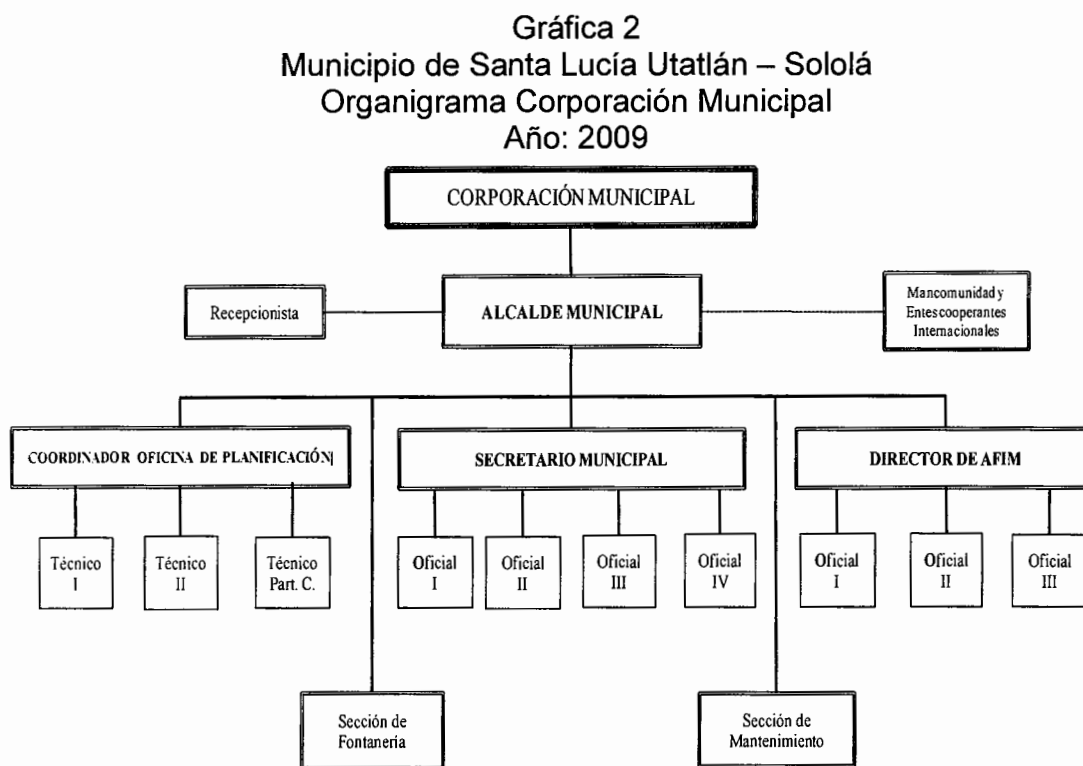 Gráfica 2
Municipio de Santa Lucía Utatlán – Sololá
Organigrama Corporación Municipal
Año: 2009
CORPORACIÓN MUNICIPAL
Recepcionista
ALCALDE MUNICIPAL
Mancomunidad y
Entes cooperantes
Internacionales
COORDINADOR OFICINA DE PLANIFICACIÓN
SECRETARIO MUNICIPAL
DIRECTOR DE AFIM
Técnico
I
Técnico
II
Técnico
Part. C.
Oficial
I
Oficial
II
Oficial
III
Oficial
IV
Oficial
I
Oficial
II
Oficial
III
Sección de
Fontanería
Sección de
Mantenimiento